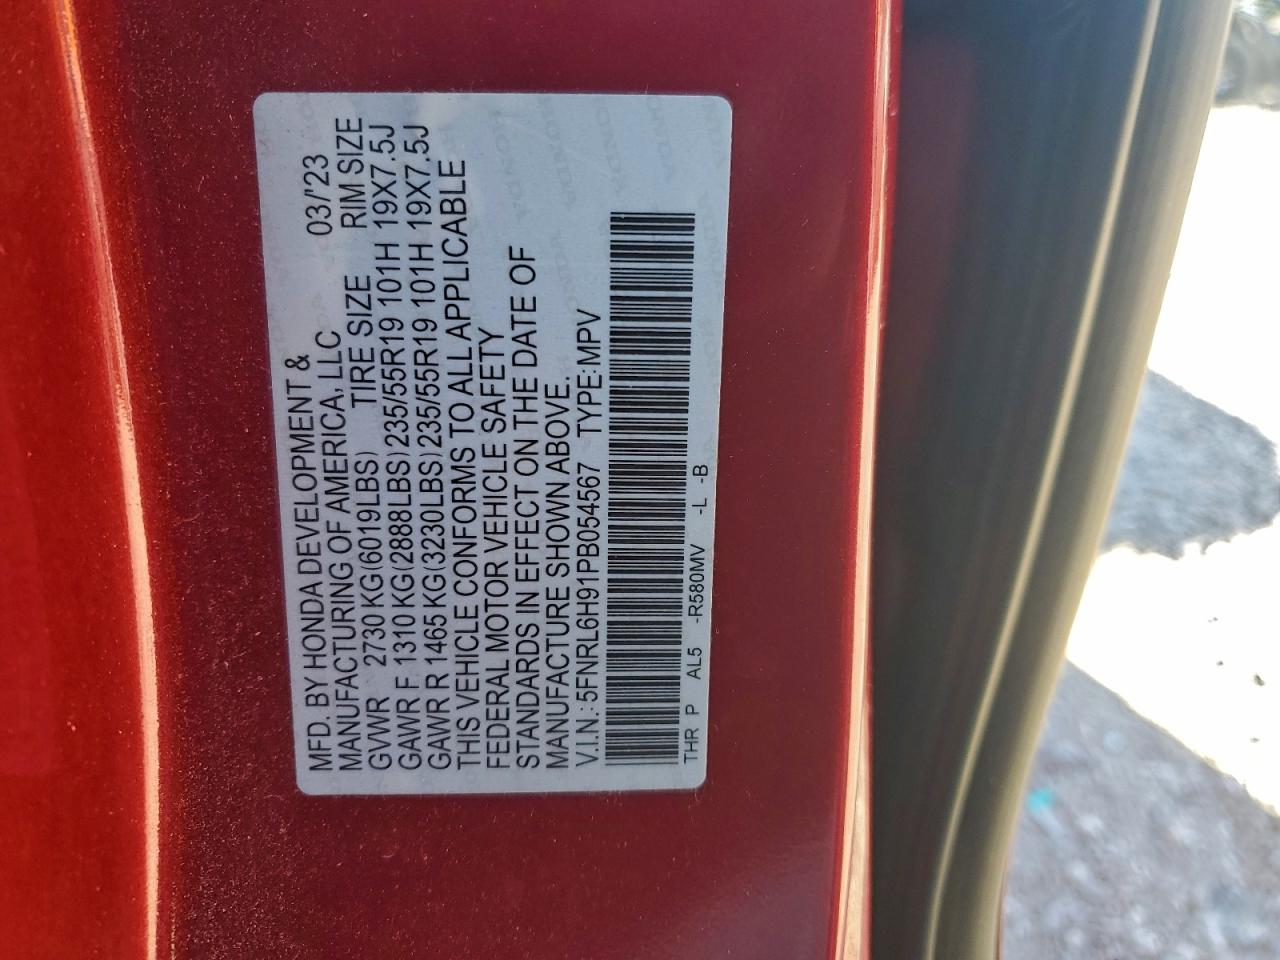 MFD. BY HONDA DEVELOPMENT &
MANUFACTURING OF AMERICA, LLC 03/'23
GVWR 2730 KG (6019LBS) TIRE SIZE RIM SIZE
GAWR F 1310 KG (2888LBS) 235/55R19 101H 19X7.5J
GAWR R 1465 KG (3230LBS) 235/55R19 101H 19X7.5J
THIS VEHICLE CONFORMS TO ALL APPLICABLE
FEDERAL MOTOR VEHICLE SAFETY
STANDARDS IN EFFECT ON THE DATE OF
MANUFACTURE SHOWN ABOVE.
V.I.N.: 5FNRL6H91PB054567 TYPE:MPV
THR P AL5 -R580MV -L -B